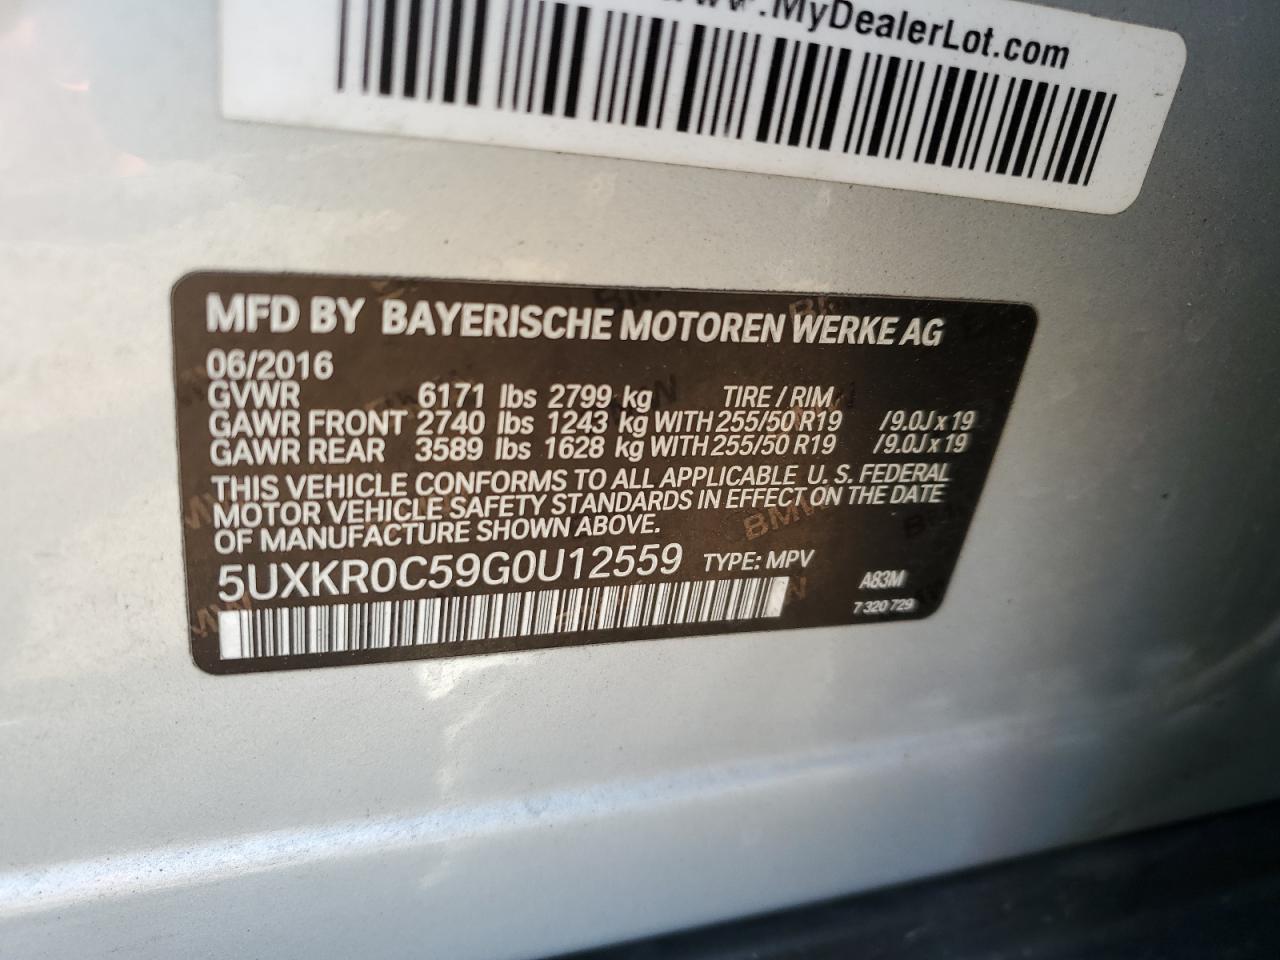 www.MyDealerLot.com
MFD BY BAYERISCHE MOTOREN WERKE AG
06/2016
GVWR 6171 lbs 2799 kg TIRE / RIM
GAWR FRONT 2740 lbs 1243 kg WITH 255/50 R19 /9.0J x 19
GAWR REAR 3589 lbs 1628 kg WITH 255/50 R19 /9.0J x 19
THIS VEHICLE CONFORMS TO ALL APPLICABLE U. S. FEDERAL
MOTOR VEHICLE SAFETY STANDARDS IN EFFECT ON THE DATE
OF MANUFACTURE SHOWN ABOVE.
5UXKR0C59G0U12559 TYPE: MPV
A83M
7 320 729